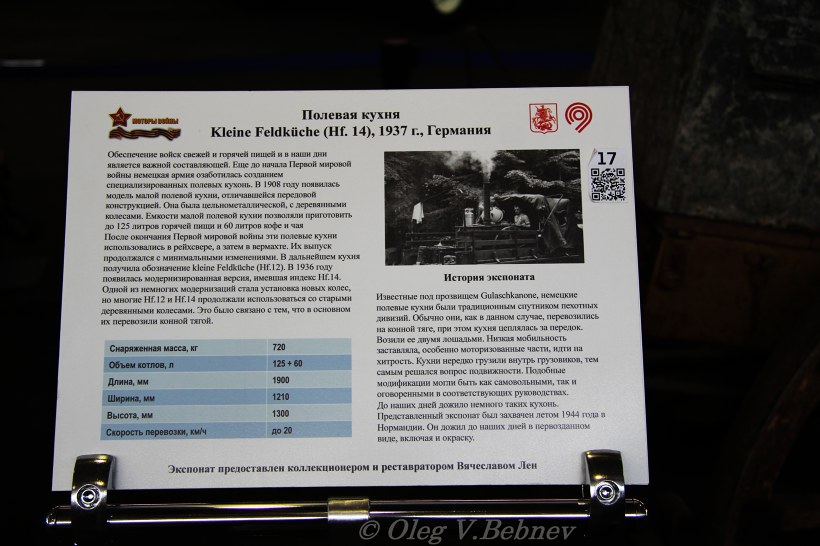 МОТОРЫ ВОЙНЫ
Полевая кухня
Kleine Feldküche (Hf. 14), 1937 г., Германия
Обеспечение войск свежей и горячей пищей и в наши дни
является важной составляющей. Еще до начала Первой мировой
войны немецкая армия озаботилась созданием
специализированных полевых кухонь. В 1908 году появилась
модель малой полевой кухни, отличавшейся передовой
конструкцией. Она была цельнометаллической, с деревянными
колесами. Емкости малой полевой кухни позволяли приготовить
до 125 литров горячей пищи и 60 литров кофе и чая
После окончания Первой мировой войны эти полевые кухни
использовались в рейхсвере, а затем в вермахте. Их выпуск
продолжался с минимальными изменениями. В дальнейшем кухня
получила обозначение kleine Feldküche (Hf.12). В 1936 году
появилась модернизированная версия, имевшая индекс Hf.14.
Одной из немногих модернизаций стала установка новых колес,
но многие Hf.12 и Hf.14 продолжали использоваться со старыми
деревянными колесами. Это было связано с тем, что в основном
их перевозили конной тягой.
Снаряженная масса, кг 720
Объем котлов, л 125 + 60
Длина, мм 1900
Ширина, мм 1210
Высота, мм 1300
Скорость перевозки, км/ч до 20
17
История экспоната
Известные под прозвищем Gulaschkanone, немецкие
полевые кухни были традиционным спутником пехотных
дивизий. Обычно они, как в данном случае, перевозились
на конной тяге, при этом кухня цеплялась за передок.
Возили ее двумя лошадьми. Низкая мобильность
заставляла, особенно моторизованные части, идти на
хитрость. Кухни нередко грузили внутрь грузовиков, тем
самым решался вопрос подвижности. Подобные
модификации могли быть как самовольными, так и
оговоренными в соответствующих руководствах.
До наших дней дожило немного таких кухонь.
Представленный экспонат был захвачен летом 1944 года в
Нормандии. Он дожил до наших дней в первозданном
виде, включая и окраску.
Экспонат предоставлен коллекционером и реставратором Вячеславом Лен
© Oleg V.Bebnev